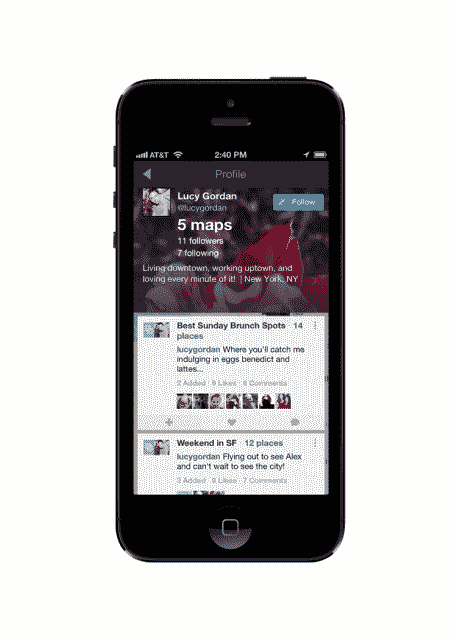 AT&T 2:40 PM
Profile
Lucy Gordan
@lucygordan
Follow
5 maps
11 followers
7 following
Living downtown, working uptown, and
loving every minute of it! | New York, NY
Best Sunday Brunch Spots 14
places
lucygordan Where you'll catch me
indulging in eggs benedict and
lattes...
2 Added 9 Likes 8 Comments
Weekend in SF 12 places
lucygordan Flying out to see Alex
and can't wait to see the city!
3 Added 8 Likes 7 Comments